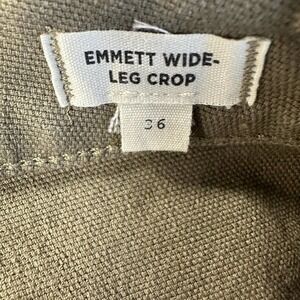 EMMETT WIDE-
LEG CROP
36